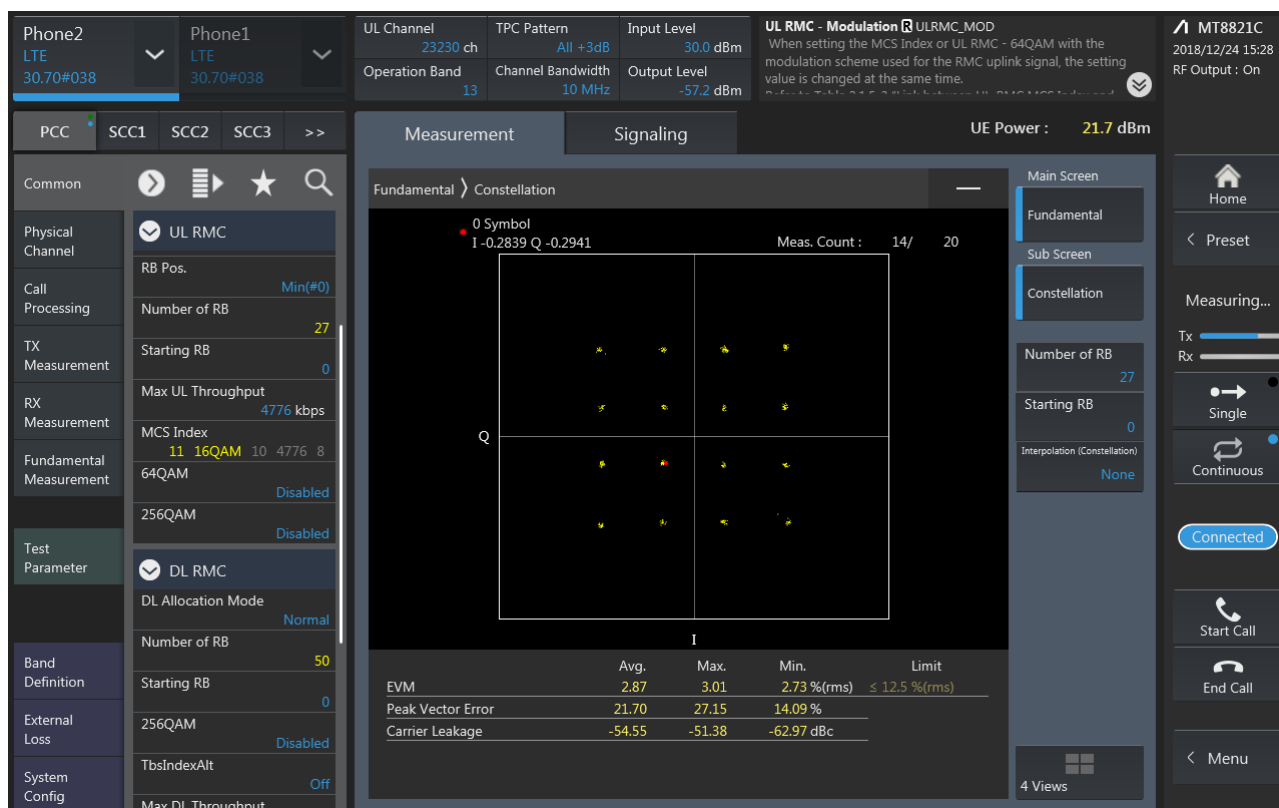 Phone2
LTE
30.70#038
Phone1
LTE
30.70#038
UL Channel
23230 ch
TPC Pattern
All +3dB
Input Level
30.0 dBm
Operation Band
13
Channel Bandwidth
10 MHz
Output Level
-57.2 dBm
UL RMC - Modulation R ULRMC_MOD
When setting the MCS Index or UL RMC - 64QAM with the
modulation scheme used for the RMC uplink signal, the setting
value is changed at the same time.
MT8821C
2018/12/24 15:28
RF Output : On
PCC
SCC1
SCC2
SCC3
>>
Measurement
Signaling
UE Power : 21.7 dBm
Common
Physical
Channel
Call
Processing
TX
Measurement
RX
Measurement
Fundamental
Measurement
Test
Parameter
Band
Definition
External
Loss
System
Config
UL RMC
RB Pos.
Min(#0)
Number of RB
27
Starting RB
0
Max UL Throughput
4776 kbps
MCS Index
11 16QAM 10 4776 8
64QAM
Disabled
256QAM
Disabled
DL RMC
DL Allocation Mode
Normal
Number of RB
50
Starting RB
0
256QAM
Disabled
TbsIndexAlt
Off
Max DL Throughput
Fundamental 〉 Constellation
0 Symbol
I -0.2839 Q -0.2941
Meas. Count : 14/ 20
Q
I
Avg. Max. Min. Limit
EVM 2.87 3.01 2.73 %(rms) ≤ 12.5 %(rms)
Peak Vector Error 21.70 27.15 14.09 %
Carrier Leakage -54.55 -51.38 -62.97 dBc
Main Screen
Fundamental
Sub Screen
Constellation
Number of RB
27
Starting RB
0
Interpolation (Constellation)
None
4 Views
Home
< Preset
Measuring...
Tx
Rx
Single
Continuous
Connected
Start Call
End Call
< Menu